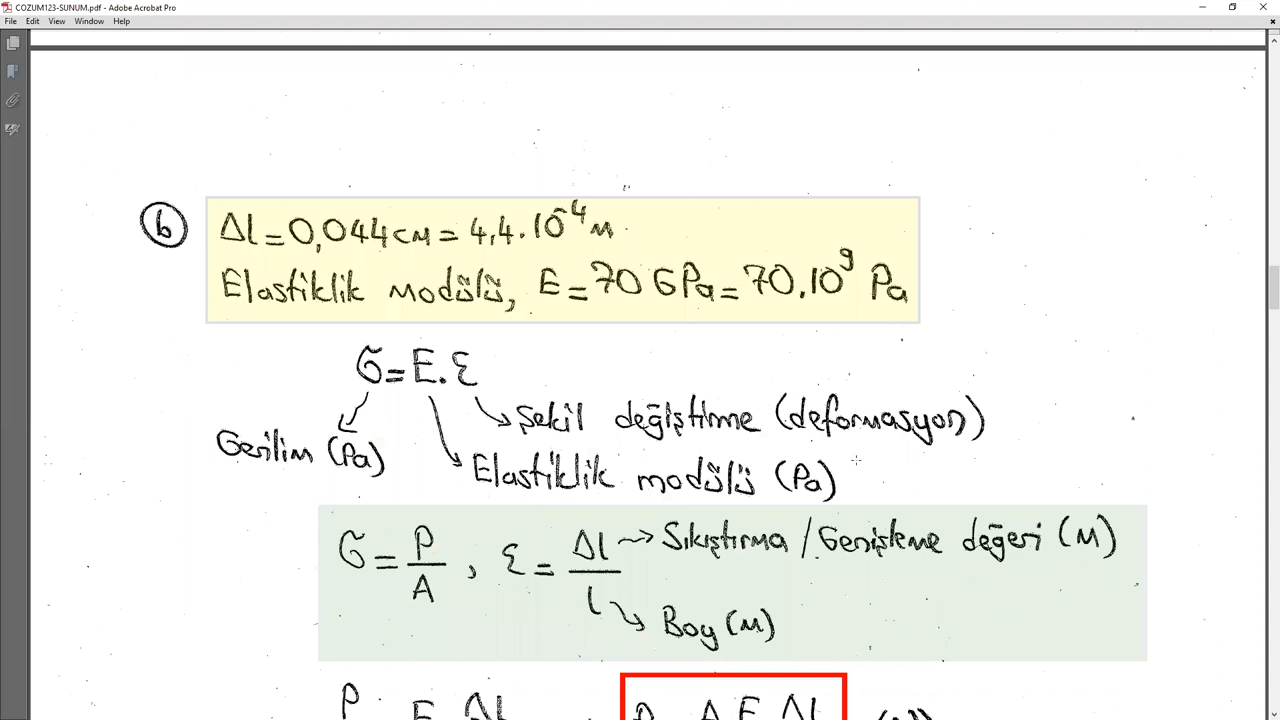 COZUM123-SUNUM.pdf - Adobe Acrobat Pro
File Edit View Window Help
b
Δl = 0,044 cm = 4,4.10⁻⁴ m
Elastiklik modülü, E = 70 GPa = 70.10⁹ Pa
σ = E.ε
Şekil değiştirme (deformasyon)
Gerilim (Pa)
Elastiklik modülü (Pa)
σ = P/A , ε = Δl/l → Sıkıştırma / Genişleme değeri (m)
Boy (m)
P E Δl